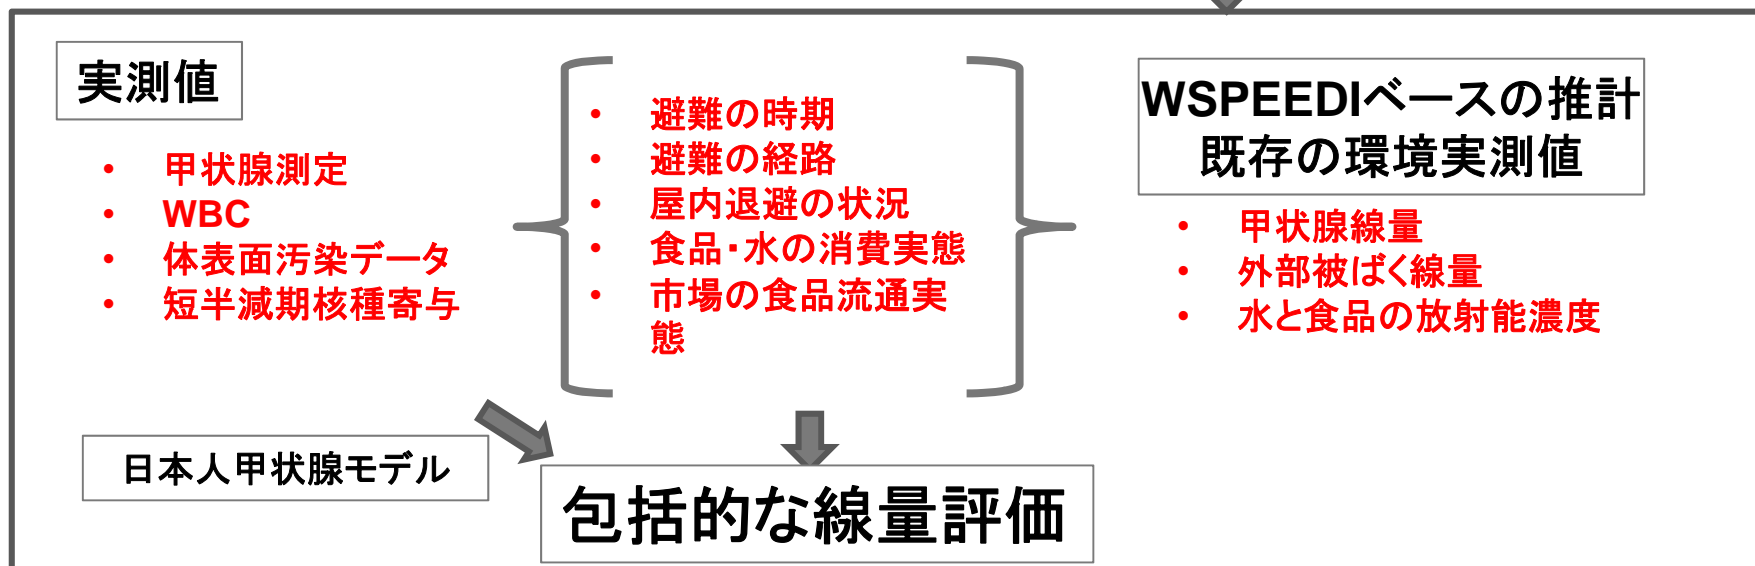 実測値
• 甲状腺測定
• WBC
• 体表面汚染データ
• 短半減期核種寄与
• 避難の時期
• 避難の経路
• 屋内退避の状況
• 食品・水の消費実態
• 市場の食品流通実
態
WSPEEDIベースの推計
既存の環境実測値
• 甲状腺線量
• 外部被ばく線量
• 水と食品の放射能濃度
日本人甲状腺モデル
包括的な線量評価